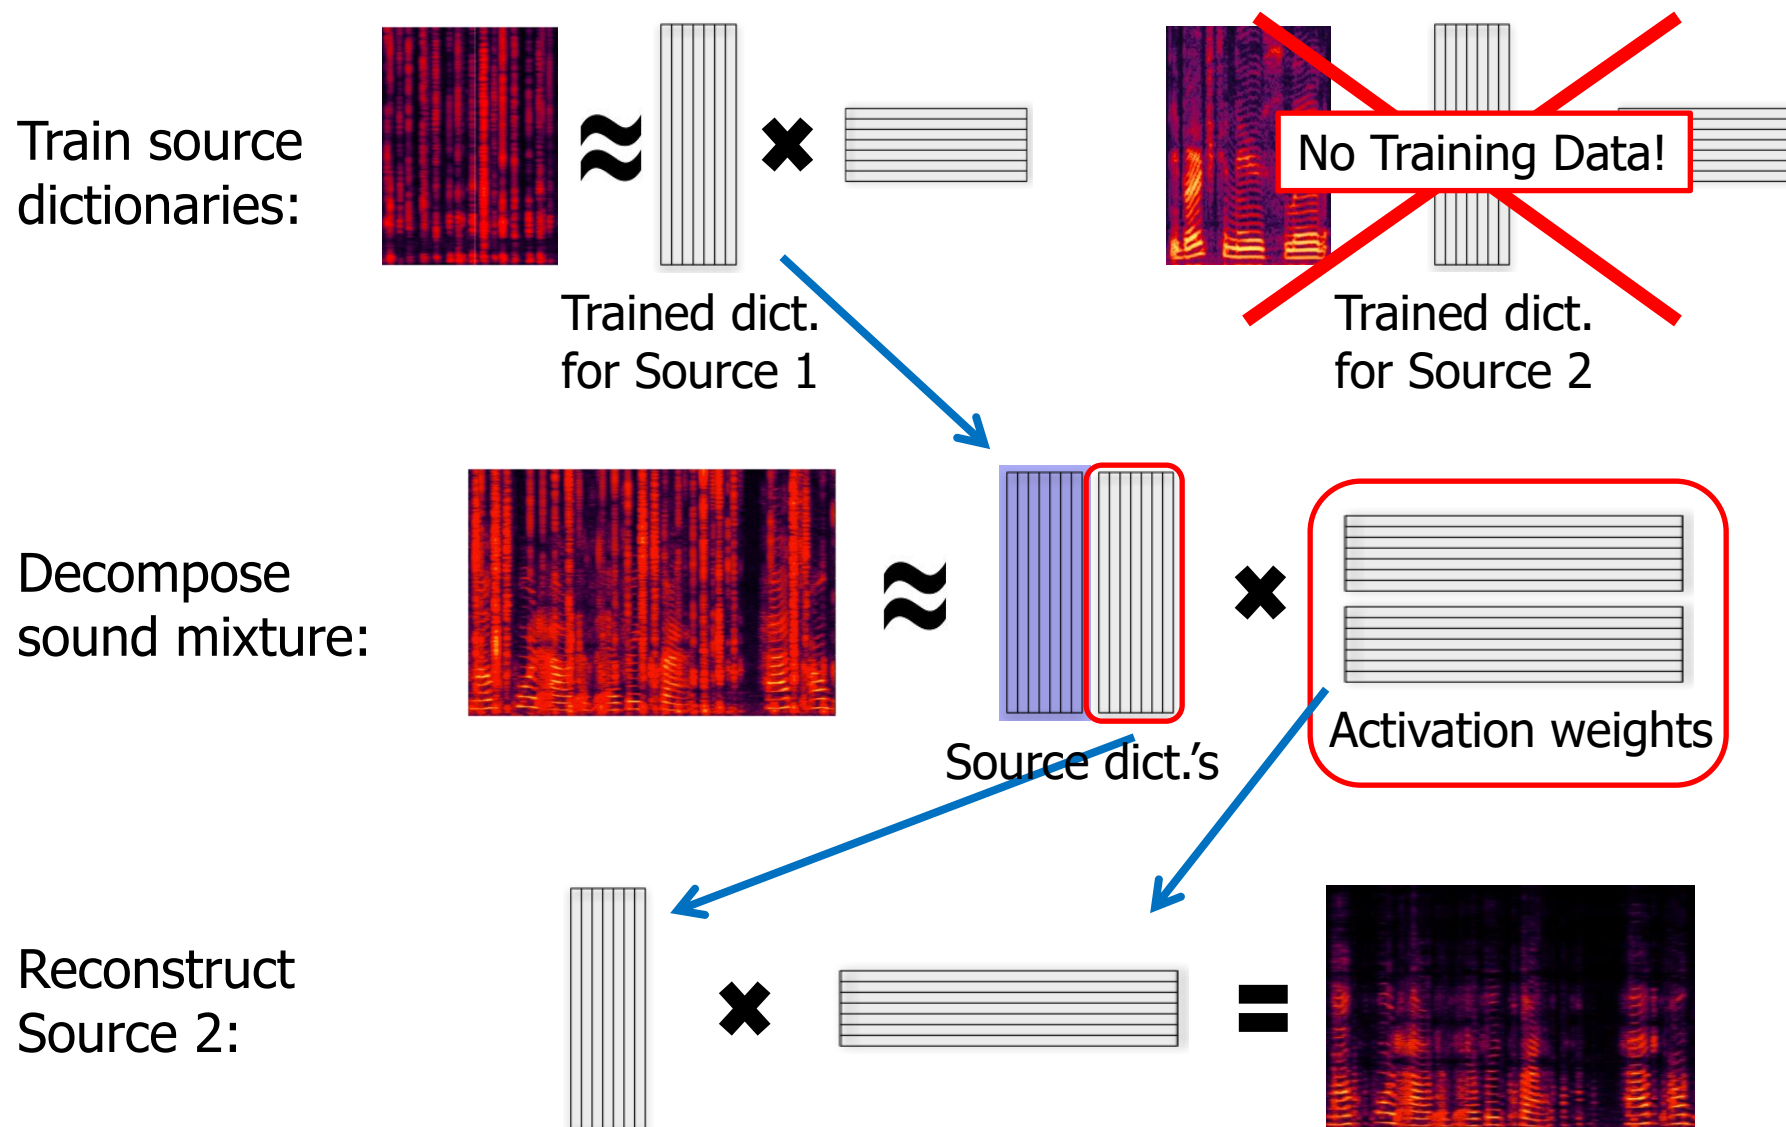 Train source
dictionaries:
No Training Data!
Trained dict.
for Source 1
Trained dict.
for Source 2
Decompose
sound mixture:
Source dict.’s
Activation weights
Reconstruct
Source 2: